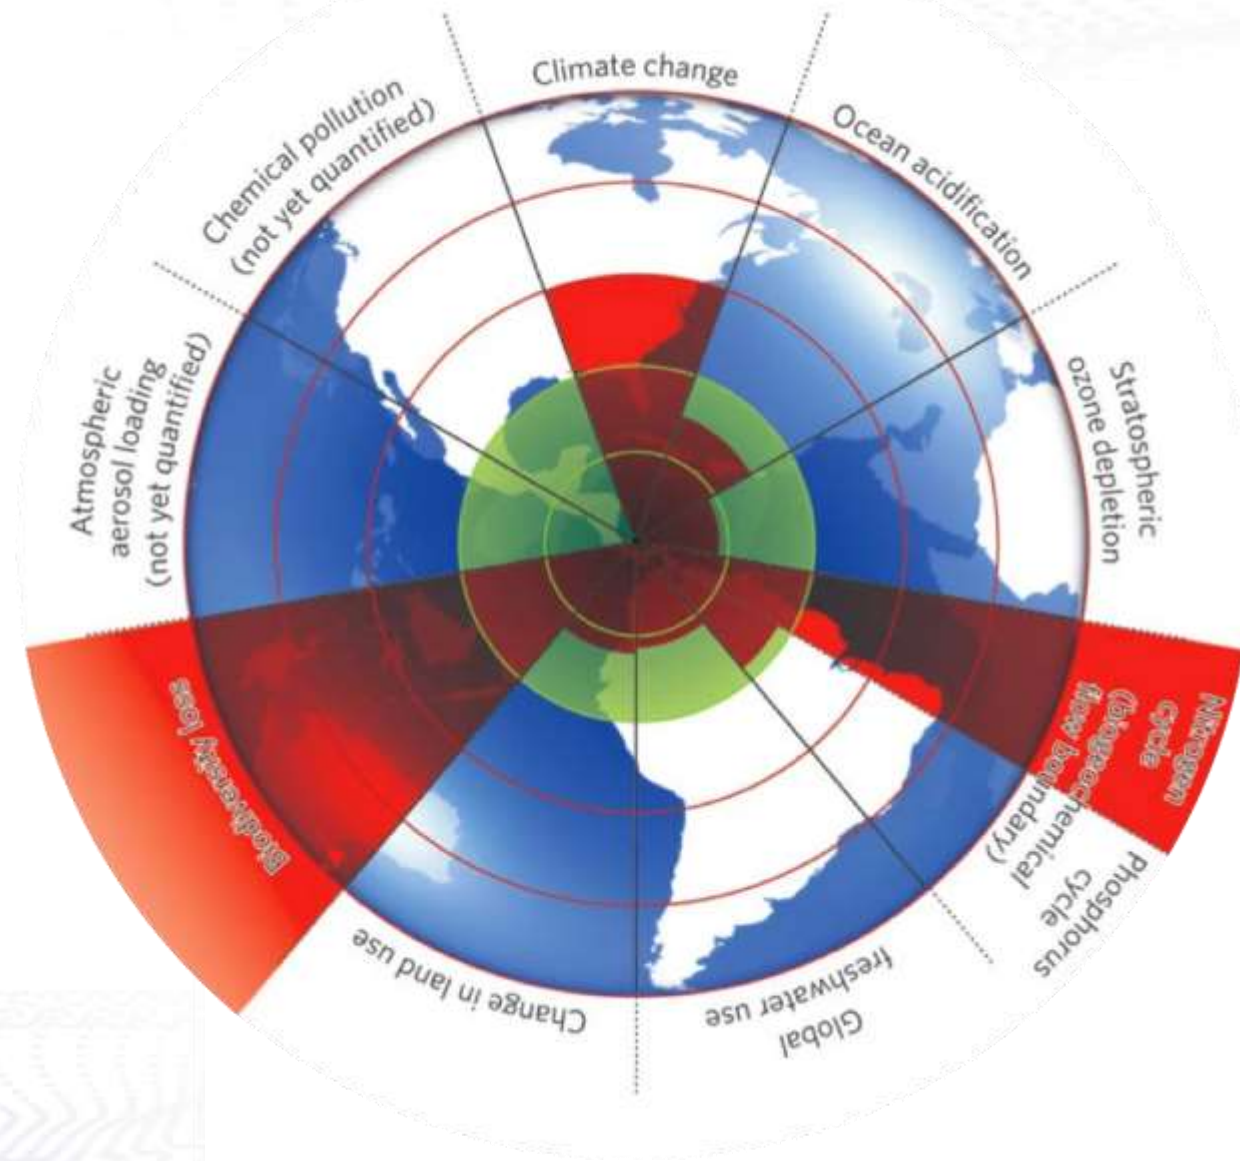 Climate change
Ocean acidification
Stratospheric
ozone depletion
Nitrogen
cycle
(biogeochemical
flow boundary)
Phosphorus
cycle
Global
freshwater use
Change in land use
Biodiversity loss
Atmospheric
aerosol loading
(not yet quantified)
Chemical pollution
(not yet quantified)